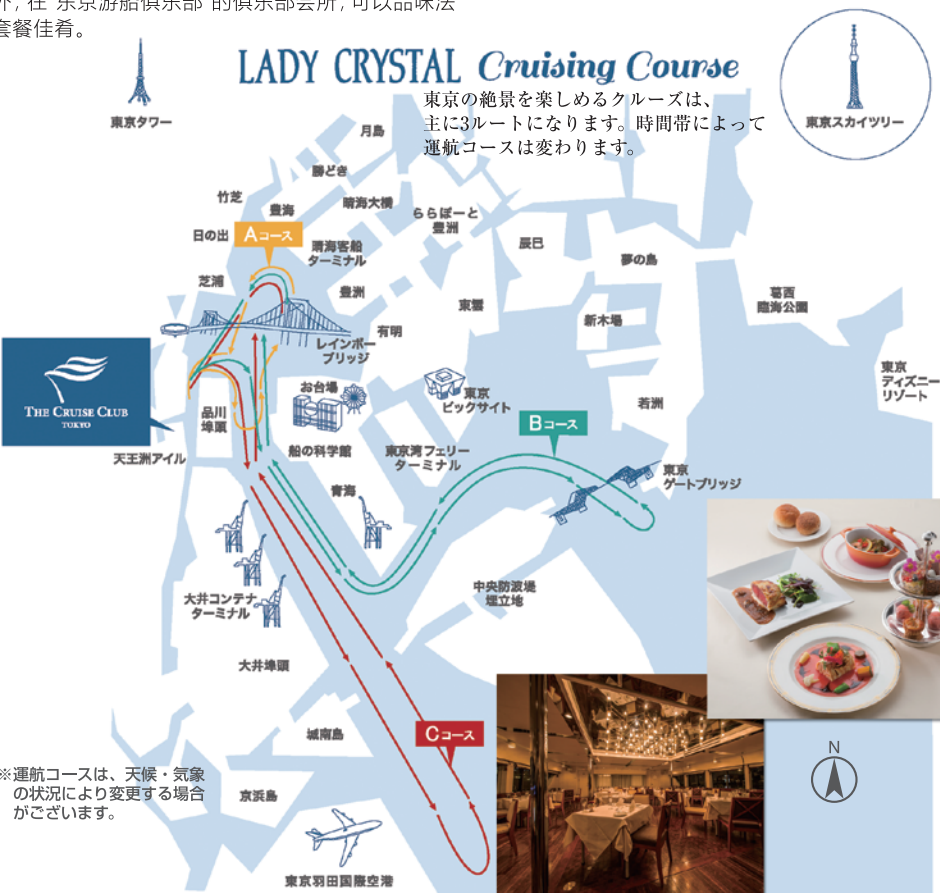 外，在"东京游船俱乐部"的俱乐部会所，可以品味法
套餐佳肴。
LADY CRYSTAL Cruising Course
東京の絶景を楽しめるクルーズは、
主に3ルートになります。時間帯によって
運航コースは変わります。
東京タワー
東京スカイツリー
月島
勝どき
竹芝
豊海
晴海大橋
ららぽーと
豊洲
日の出
Aコース
晴海客船
ターミナル
辰巳
夢の島
芝浦
豊洲
東雲
新木場
葛西
臨海公園
有明
レインボー
ブリッジ
THE CRUISE CLUB
TOKYO
お台場
東京
ビックサイト
若洲
東京
ディズニー
リゾート
品川
埠頭
Bコース
天王洲アイル
船の科学館
東京湾フェリー
ターミナル
東京
ゲートブリッジ
青海
大井コンテナ
ターミナル
中央防波堤
埋立地
大井埠頭
城南島
Cコース
※運航コースは、天候・気象
の状況により変更する場合
がございます。
京浜島
N
東京羽田国際空港